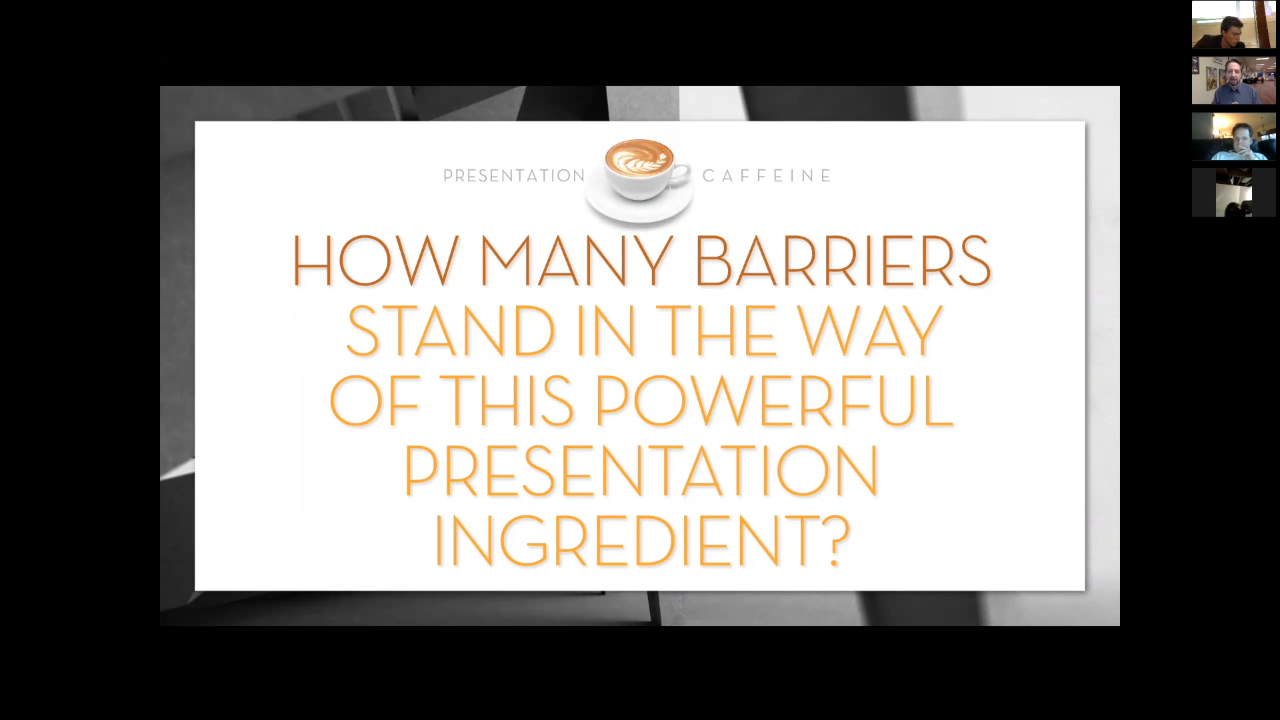 PRESENTATION CAFFEINE
HOW MANY BARRIERS
STAND IN THE WAY
OF THIS POWERFUL
PRESENTATION
INGREDIENT?